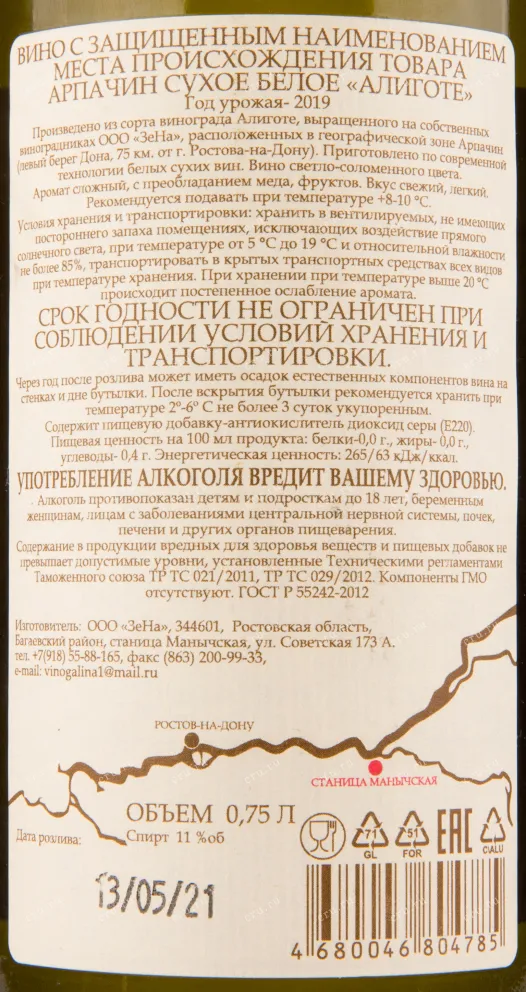 ВИНО С ЗАЩИЩЕННЫМ НАИМЕНОВАНИЕМ
МЕСТА ПРОИСХОЖДЕНИЯ ТОВАРА
АРПАЧИН СУХОЕ БЕЛОЕ «АЛИГОТЕ»
Год урожая- 2019
Произведено из сорта винограда Алиготе, выращенного на собственных
виноградниках ООО «ЗеНа», расположенных в географической зоне Арпачин
(левый берег Дона, 75 км. от г. Ростова-на-Дону). Приготовлено по современной
технологии белых сухих вин. Вино светло-соломенного цвета.
Аромат сложный, с преобладанием меда, фруктов. Вкус свежий, легкий.
Рекомендуется подавать при температуре +8-10 °С.
Условия хранения и транспортировки: хранить в вентилируемых, не имеющих
постороннего запаха помещениях, исключающих воздействие прямого
солнечного света, при температуре от 5 °С до 19 °С и относительной влажности
не более 85%, транспортировать в крытых транспортных средствах всех видов
при температуре хранения. При хранении при температуре выше 20 °С
происходит постепенное ослабление аромата.
СРОК ГОДНОСТИ НЕ ОГРАНИЧЕН ПРИ
СОБЛЮДЕНИИ УСЛОВИЙ ХРАНЕНИЯ И
ТРАНСПОРТИРОВКИ.
Через год после розлива может иметь осадок естественных компонентов вина на
стенках и дне бутылки. После вскрытия бутылки рекомендуется хранить при
температуре 2°-6° С не более 3 суток укупоренным.
Содержит пищевую добавку-антиокислитель диоксид серы (Е220).
Пищевая ценность на 100 мл продукта: белки-0,0 г., жиры- 0,0 г.,
углеводы- 0,4 г. Энергетическая ценность: 265/63 кДж/ккал.
УПОТРЕБЛЕНИЕ АЛКОГОЛЯ ВРЕДИТ ВАШЕМУ ЗДОРОВЬЮ.
. Алкоголь противопоказан детям и подросткам до 18 лет, беременным
женщинам, лицам с заболеваниями центральной нервной системы, почек,
печени и других органов пищеварения.
Содержание в продукции вредных для здоровья веществ и пищевых добавок не
превышает допустимые уровни, установленные Техническими регламентами
Таможенного союза ТР ТС 021/2011, ТР ТС 029/2012. Компоненты ГМО
отсутствуют. ГОСТ Р 55242-2012
Изготовитель: ООО «ЗеНа», 344601, Ростовская область,
Багаевский район, станица Манычская, ул. Советская 173 А.
тел. +7(918) 55-88-165, факс (863) 200-99-33,
e-mail: vinogalina1@mail.ru
РОСТОВ-НА-ДОНУ
СТАНИЦА МАНЫЧСКАЯ
ОБЪЕМ 0,75 Л
Дата розлива: Спирт 11 %об
71 51 EAC
GL FOR C/ALU
13/05/21
4 680046 804785